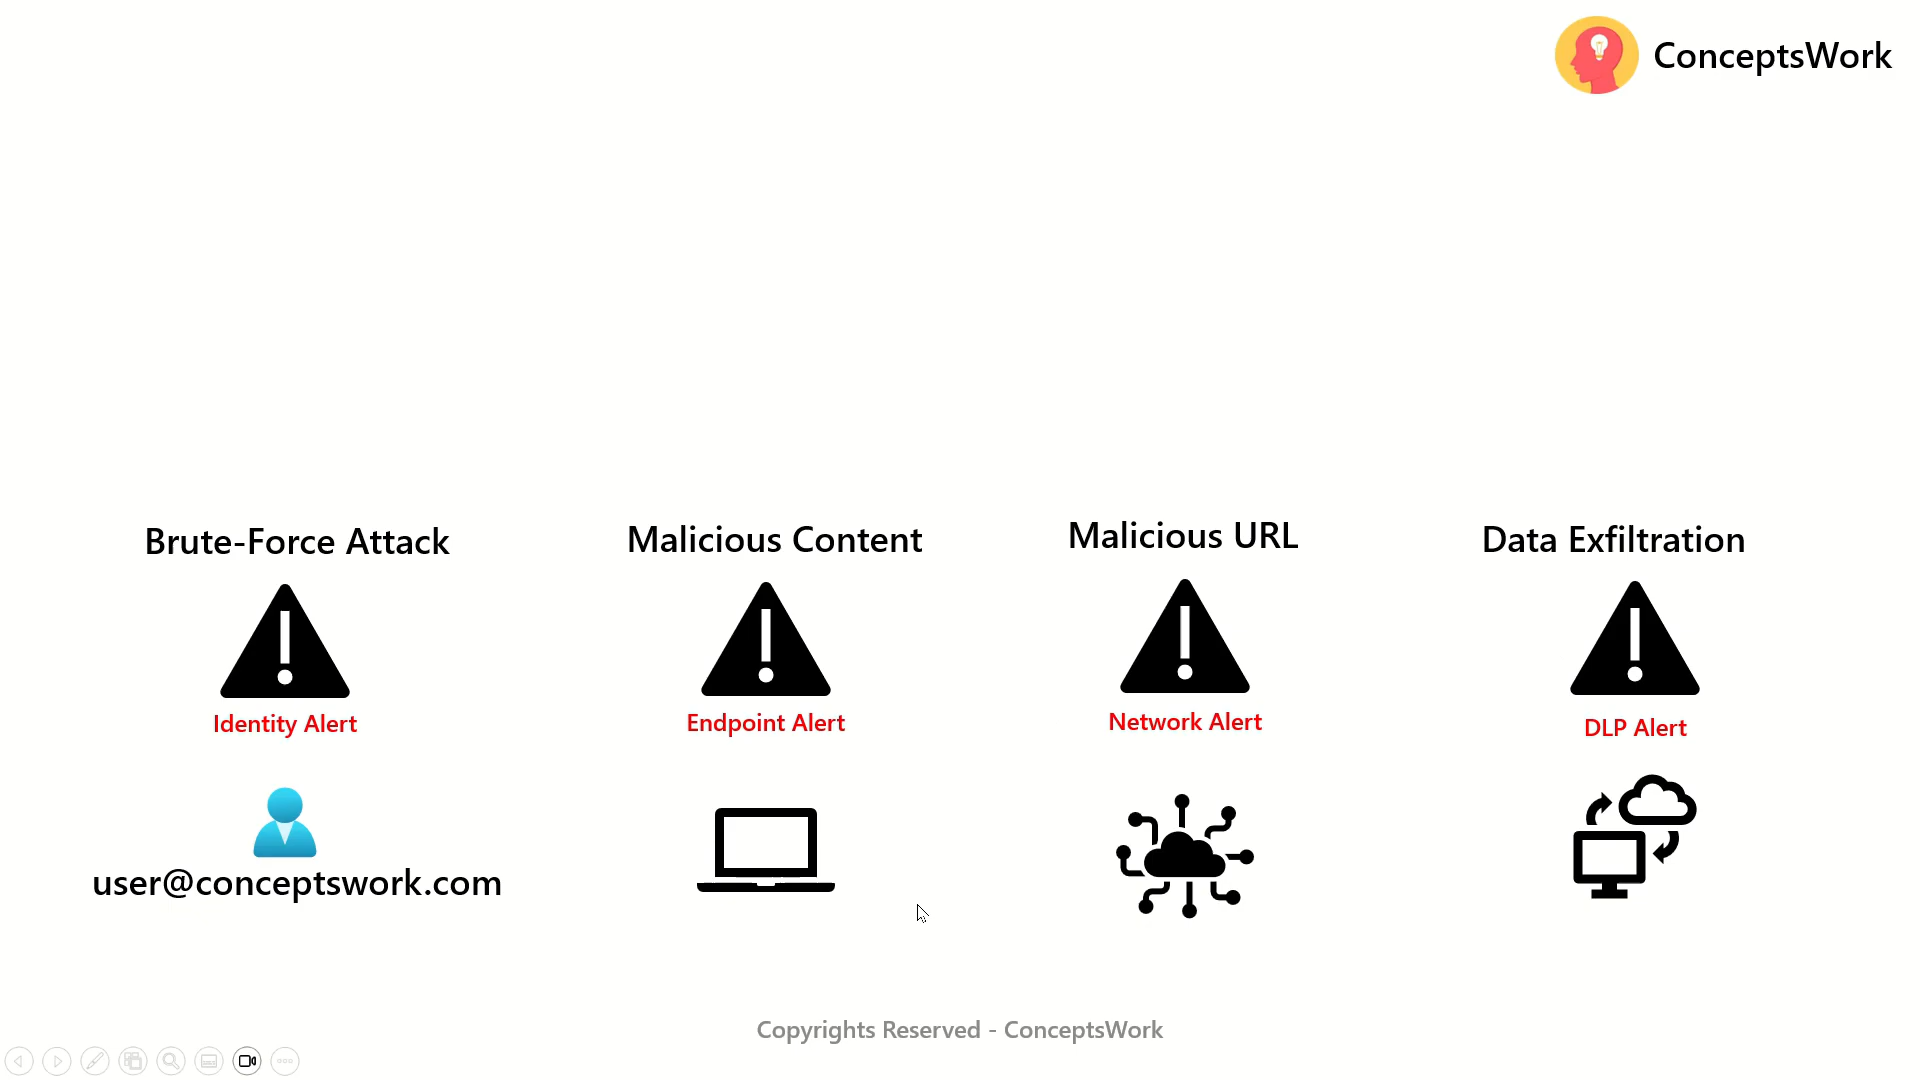 ConceptsWork
Brute-Force Attack
Malicious Content
Malicious URL
Data Exfiltration
Identity Alert
Endpoint Alert
Network Alert
DLP Alert
user@conceptswork.com
Copyrights Reserved - ConceptsWork